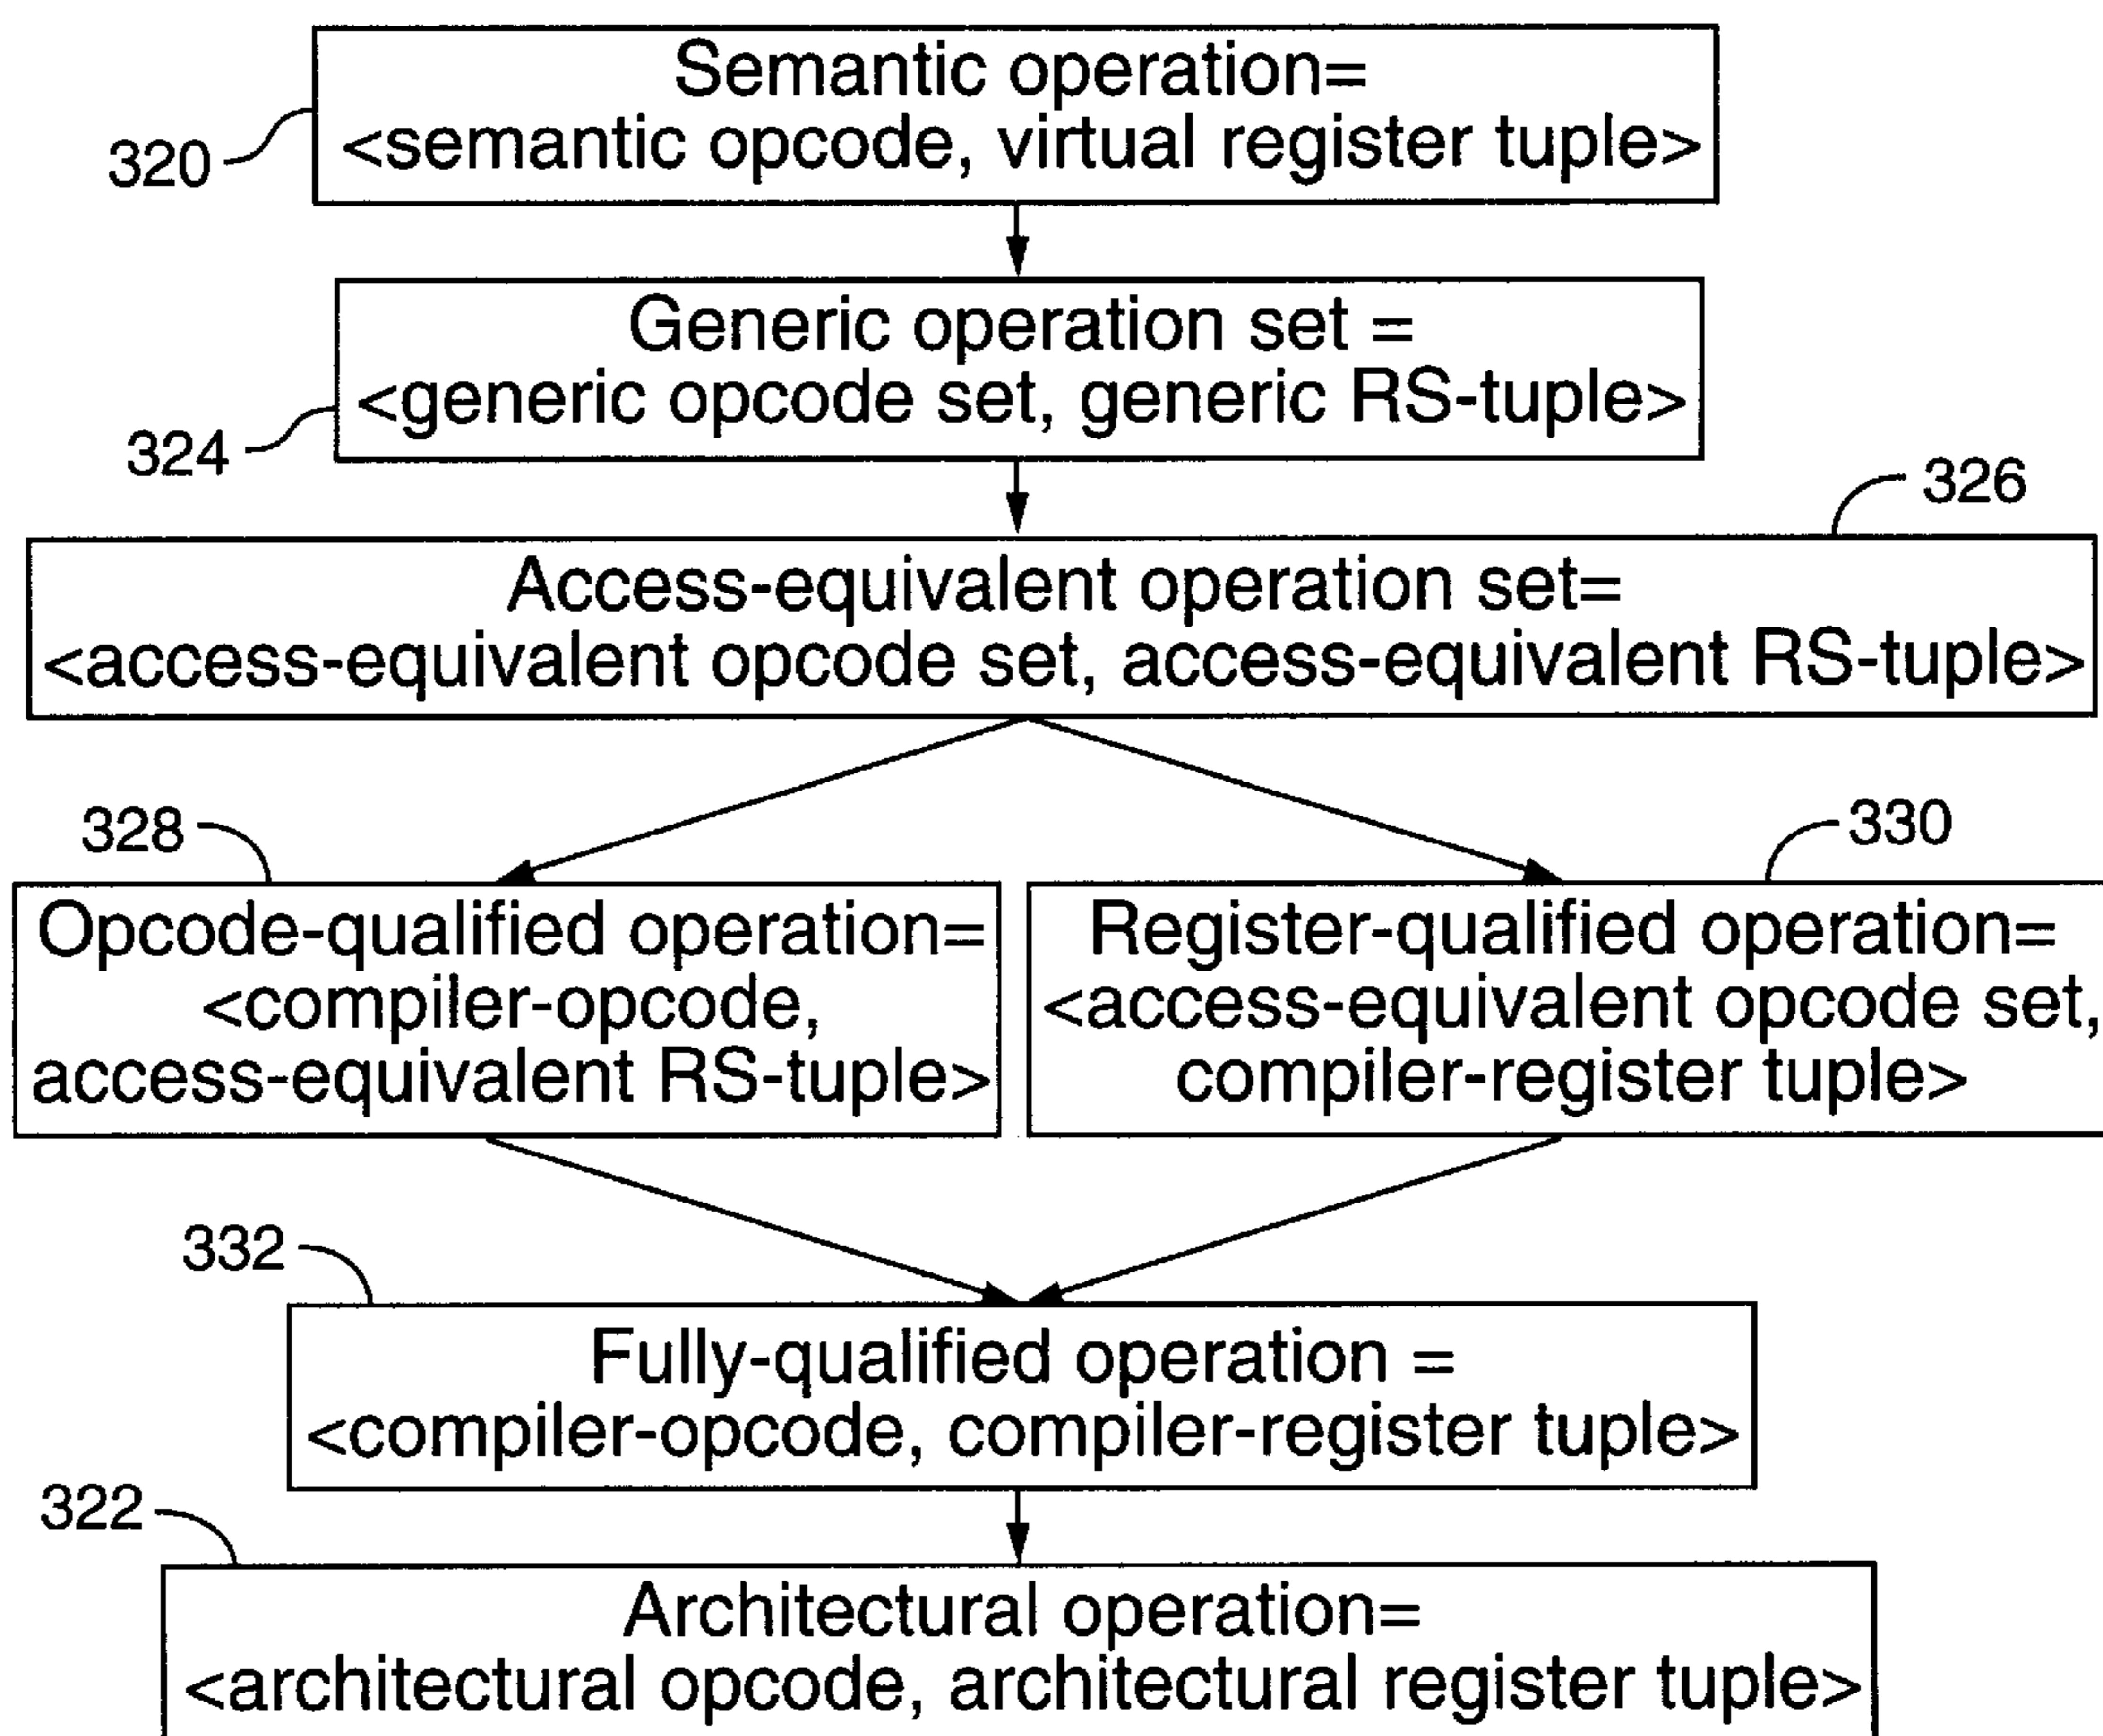 Semantic operation=
<semantic opcode, virtual register tuple>
320
Generic operation set =
<generic opcode set, generic RS-tuple>
324
326
Access-equivalent operation set=
<access-equivalent opcode set, access-equivalent RS-tuple>
328
330
Opcode-qualified operation=
<compiler-opcode,
access-equivalent RS-tuple>
Register-qualified operation=
<access-equivalent opcode set,
compiler-register tuple>
332
Fully-qualified operation =
<compiler-opcode, compiler-register tuple>
322
Architectural operation=
<architectural opcode, architectural register tuple>